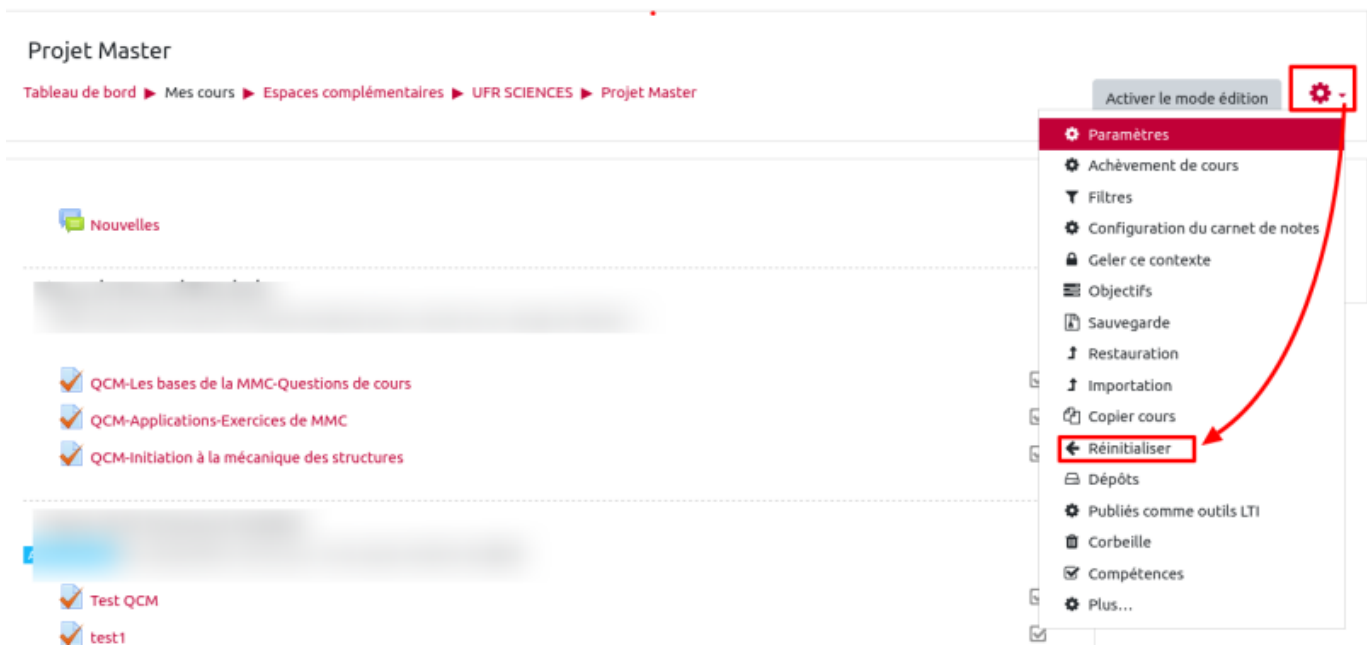 Projet Master
Tableau de bord ▶ Mes cours ▶ Espaces complémentaires ▶ UFR SCIENCES ▶ Projet Master
Activer le mode édition
Paramètres
Achèvement de cours
Filtres
Configuration du carnet de notes
Geler ce contexte
Objectifs
Sauvegarde
Restauration
Importation
Copier cours
Réinitialiser
Dépôts
Publiés comme outils LTI
Corbeille
Compétences
Plus...
Nouvelles
QCM-Les bases de la MMC-Questions de cours
QCM-Applications-Exercices de MMC
QCM-Initiation à la mécanique des structures
Test QCM
test1